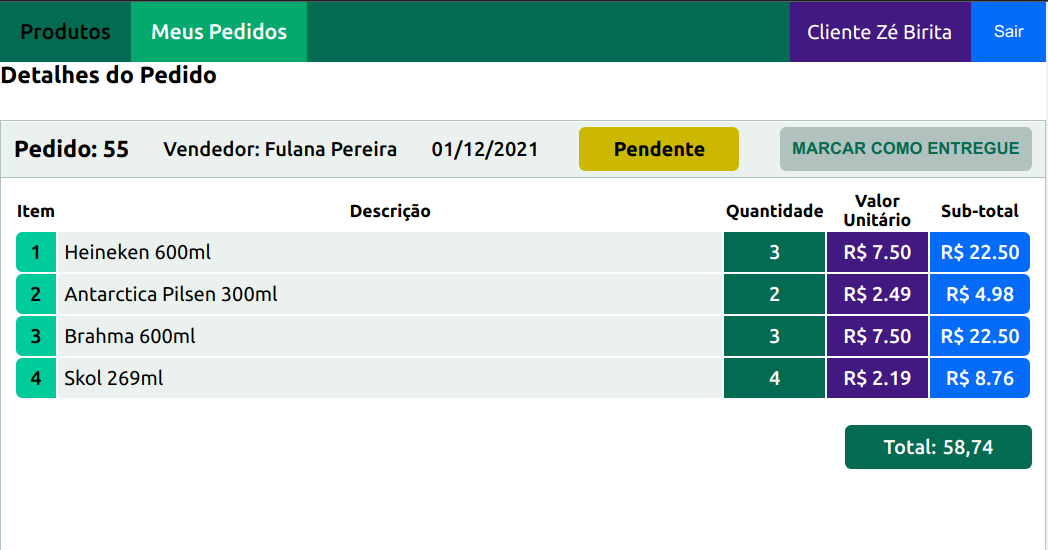 Produtos Meus Pedidos Cliente Zé Birita Sair
Detalhes do Pedido
Pedido: 55 Vendedor: Fulana Pereira 01/12/2021 Pendente MARCAR COMO ENTREGUE
Item Descrição Quantidade Valor Unitário Sub-total
1 Heineken 600ml 3 R$ 7.50 R$ 22.50
2 Antarctica Pilsen 300ml 2 R$ 2.49 R$ 4.98
3 Brahma 600ml 3 R$ 7.50 R$ 22.50
4 Skol 269ml 4 R$ 2.19 R$ 8.76
Total: 58,74